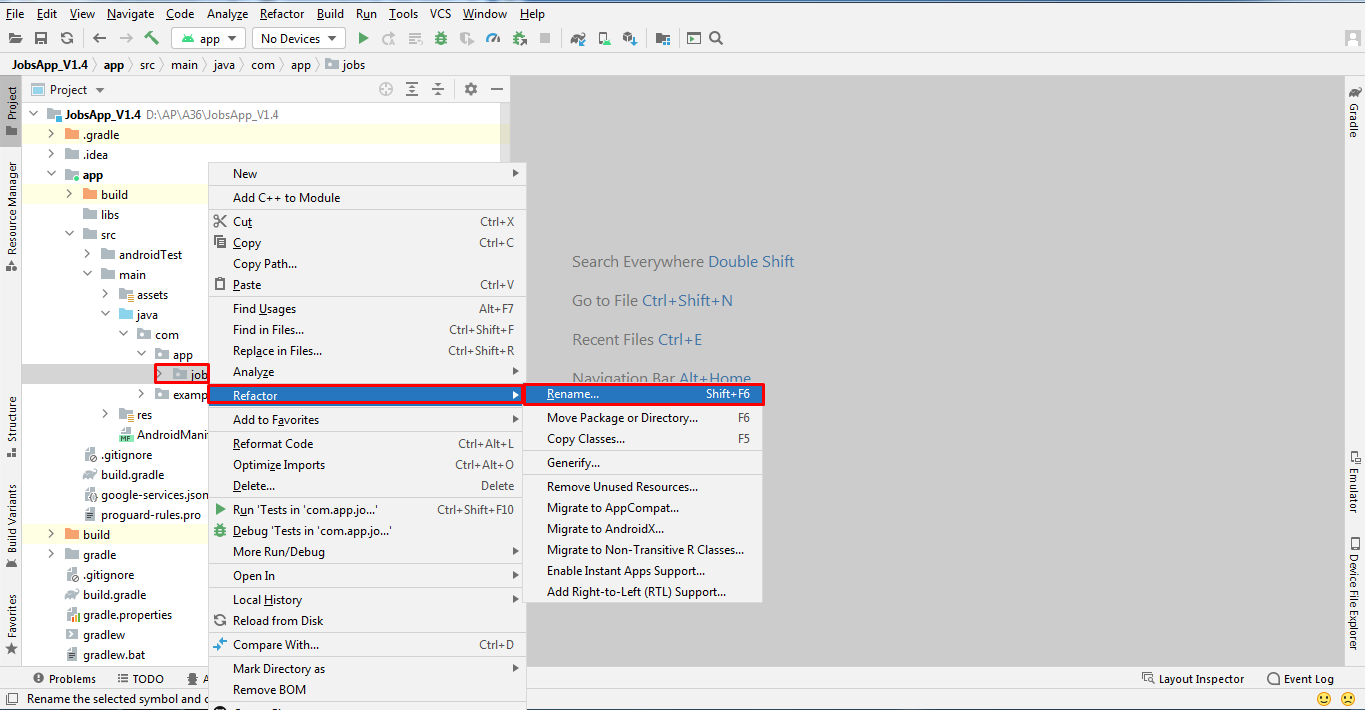 File Edit View Navigate Code Analyze Refactor Build Run Tools VCS Window Help
app No Devices
JobsApp_V1.4 app src main java com app jobs
Project
JobsApp_V1.4 D:\AP\A36\JobsApp_V1.4
.gradle
.idea
app
build
libs
src
androidTest
main
assets
java
com
app
job
examp
res
AndroidMani
.gitignore
build.gradle
google-services.json
proguard-rules.pro
build
gradle
.gitignore
build.gradle
gradle.properties
gradlew
gradlew.bat
Project
Resource Manager
Structure
Build Variants
Favorites
New
Add C++ to Module
Cut Ctrl+X
Copy Ctrl+C
Copy Path...
Paste Ctrl+V
Find Usages Alt+F7
Find in Files... Ctrl+Shift+F
Replace in Files... Ctrl+Shift+R
Analyze
Refactor
Add to Favorites
Reformat Code Ctrl+Alt+L
Optimize Imports Ctrl+Alt+O
Delete... Delete
Run 'Tests in 'com.app.jo...' Ctrl+Shift+F10
Debug 'Tests in 'com.app.jo...'
More Run/Debug
Open In
Local History
Reload from Disk
Compare With... Ctrl+D
Mark Directory as
Remove BOM
Rename... Shift+F6
Move Package or Directory... F6
Copy Classes... F5
Generify...
Remove Unused Resources...
Migrate to AppCompat...
Migrate to AndroidX...
Migrate to Non-Transitive R Classes...
Enable Instant Apps Support...
Add Right-to-Left (RTL) Support...
Search Everywhere Double Shift
Go to File Ctrl+Shift+N
Recent Files Ctrl+E
Navigation Bar Alt+Home
Gradle
Emulator
Device File Explorer
Problems TODO A
Layout Inspector Event Log
Rename the selected symbol and